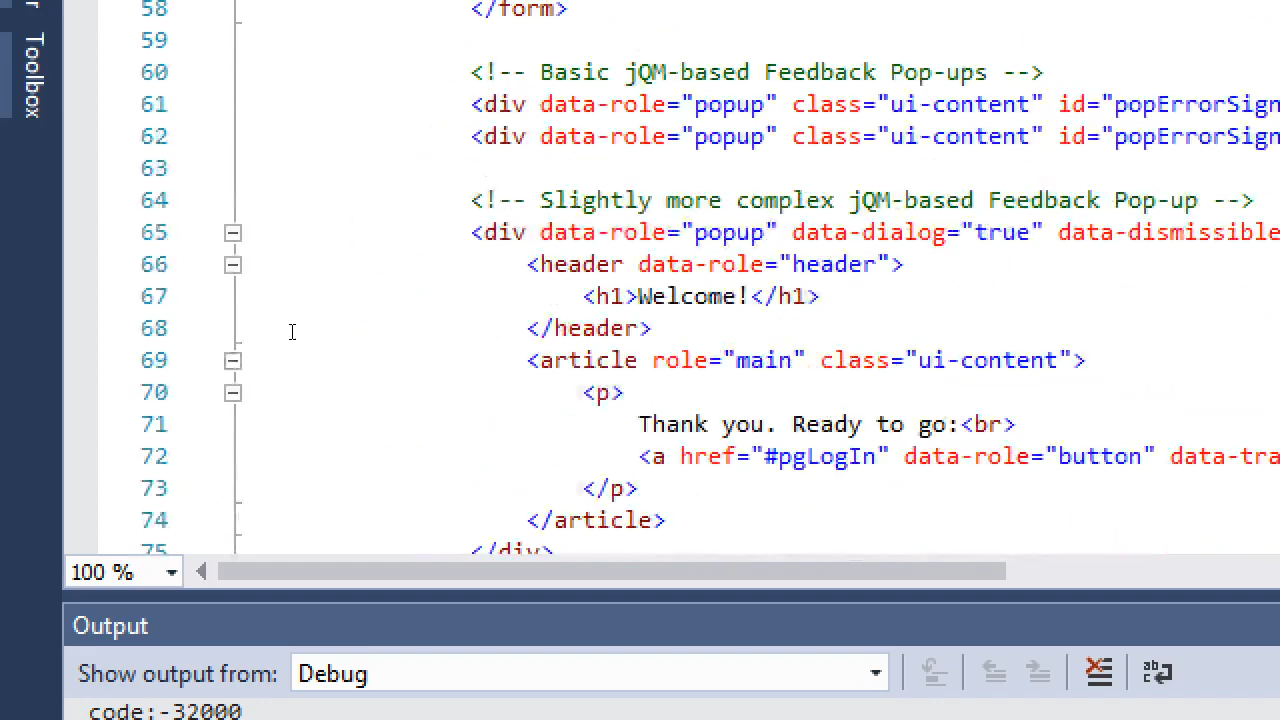 Toolbox
58 </form>
59
60 <!-- Basic jQM-based Feedback Pop-ups -->
61 <div data-role="popup" class="ui-content" id="popErrorSign
62 <div data-role="popup" class="ui-content" id="popErrorSign
63
64 <!-- Slightly more complex jQM-based Feedback Pop-up -->
65 <div data-role="popup" data-dialog="true" data-dismissible
66 <header data-role="header">
67 <h1>Welcome!</h1>
68 </header>
69 <article role="main" class="ui-content">
70 <p>
71 Thank you. Ready to go:<br>
72 <a href="#pgLogIn" data-role="button" data-tra
73 </p>
74 </article>
75 </div>
100 %
Output
Show output from: Debug
code:-32000